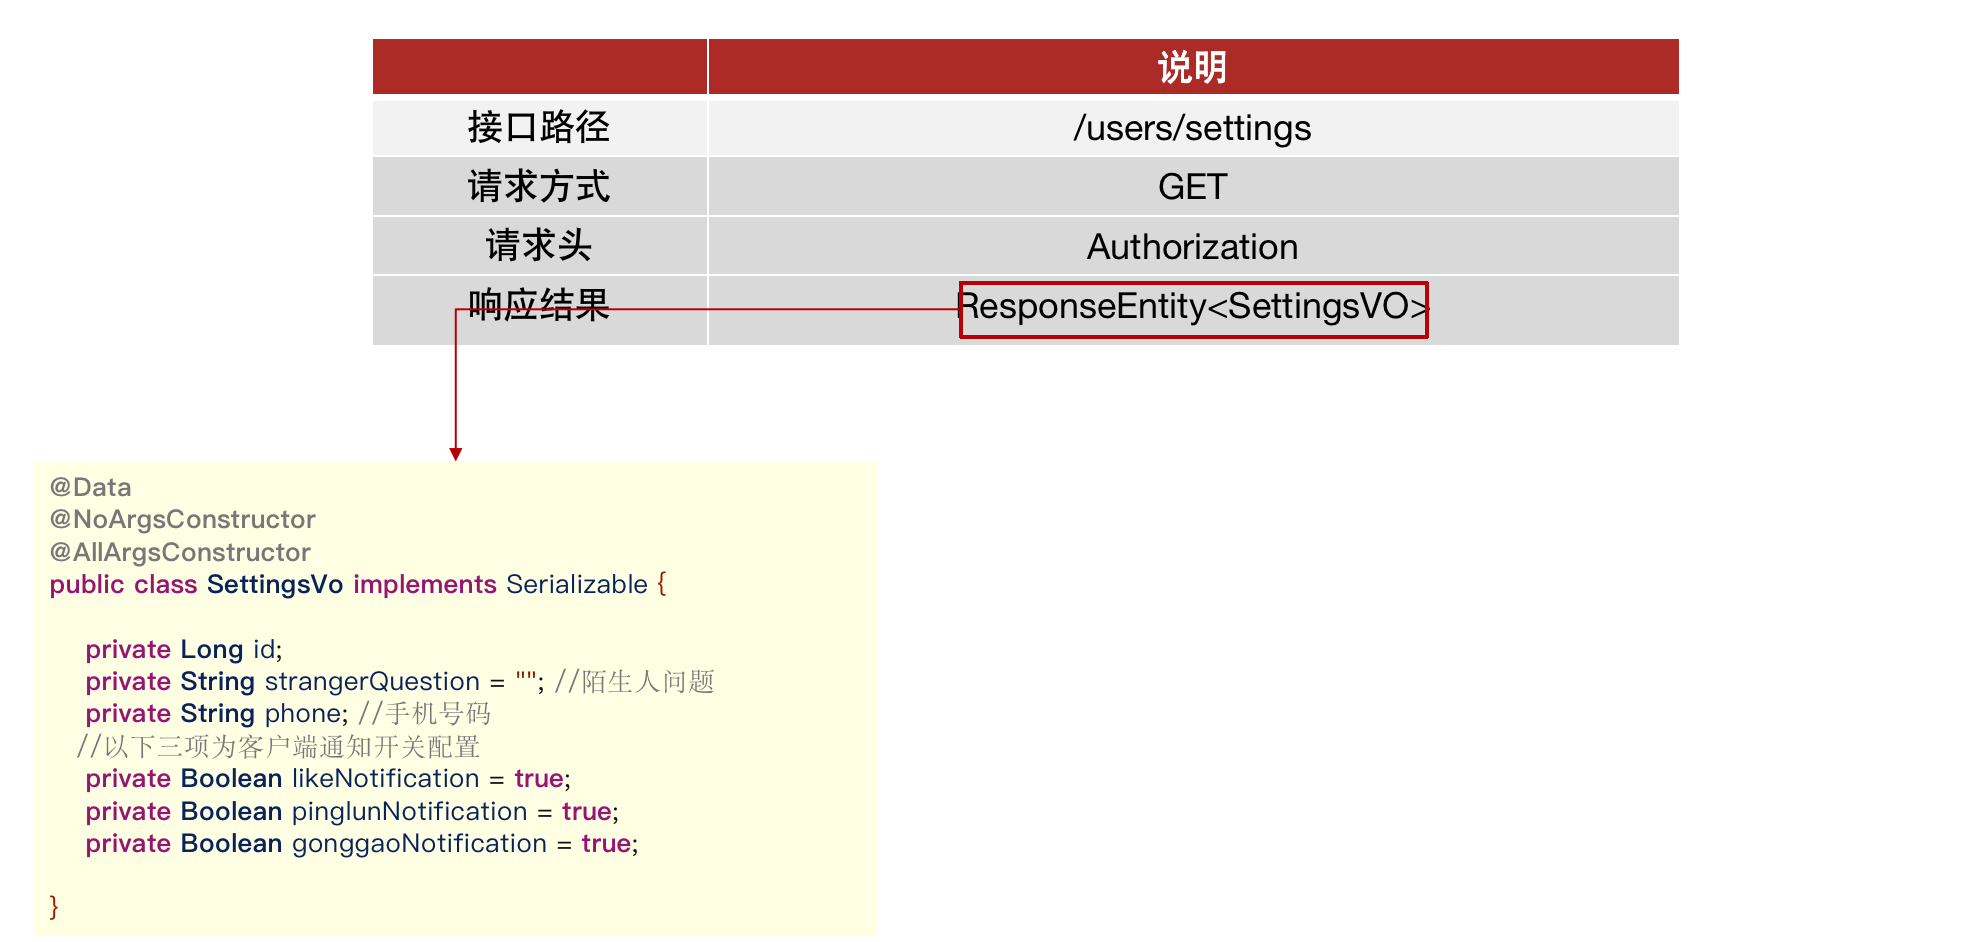 说明
接口路径 /users/settings
请求方式 GET
请求头 Authorization
响应结果 ResponseEntity<SettingsVO>
@Data
@NoArgsConstructor
@AllArgsConstructor
public class SettingsVo implements Serializable {
private Long id;
private String strangerQuestion = ""; //陌生人问题
private String phone; //手机号码
//以下三项为客户端通知开关配置
private Boolean likeNotification = true;
private Boolean pinglunNotification = true;
private Boolean gonggaoNotification = true;
}